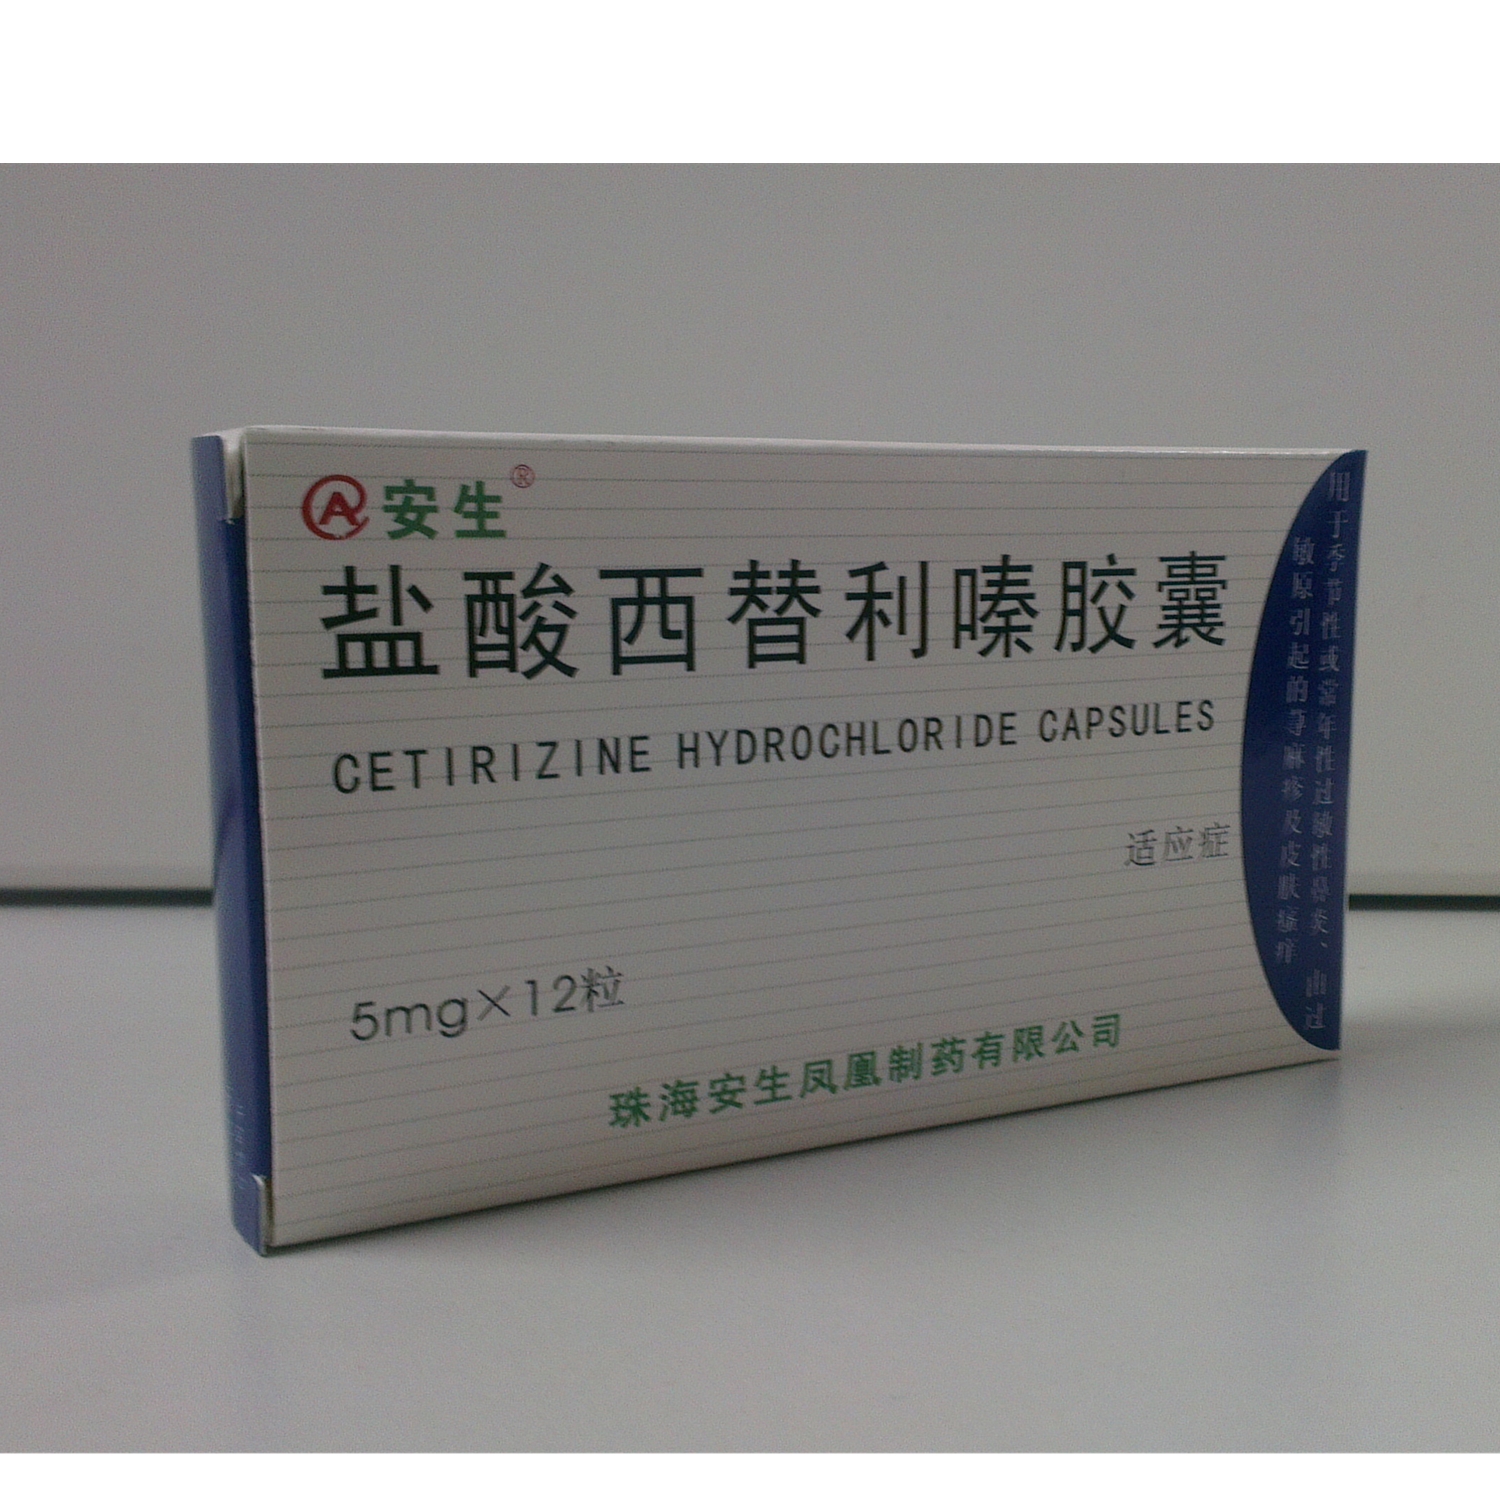 安生®
盐酸西替利嗪胶囊
CETIRIZINE HYDROCHLORIDE CAPSULES
适应症
用于季节性或常年性过敏性鼻炎、由过
敏原引起的荨麻疹及皮肤瘙痒
5mg×12粒
珠海安生凤凰制药有限公司